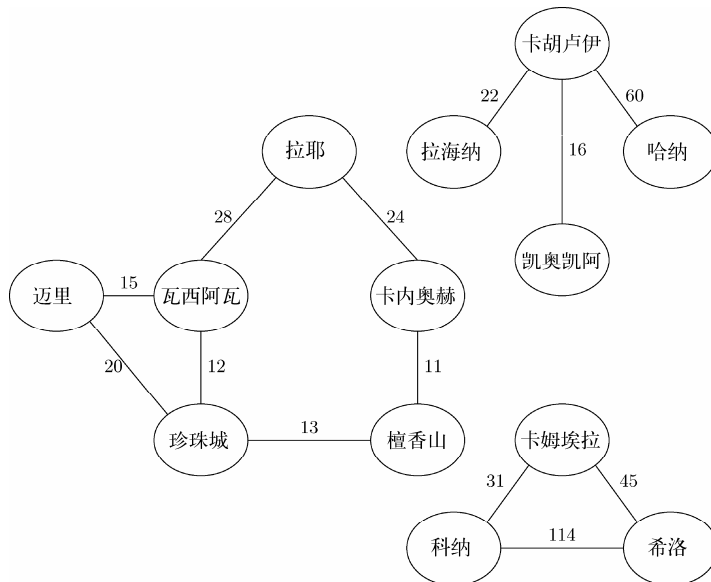 卡胡卢伊
22
60
拉海纳
16
哈纳
拉耶
28
24
凯奥凯阿
迈里
15
瓦西阿瓦
卡内奥赫
20
12
11
珍珠城
13
檀香山
卡姆埃拉
31
45
科纳
114
希洛